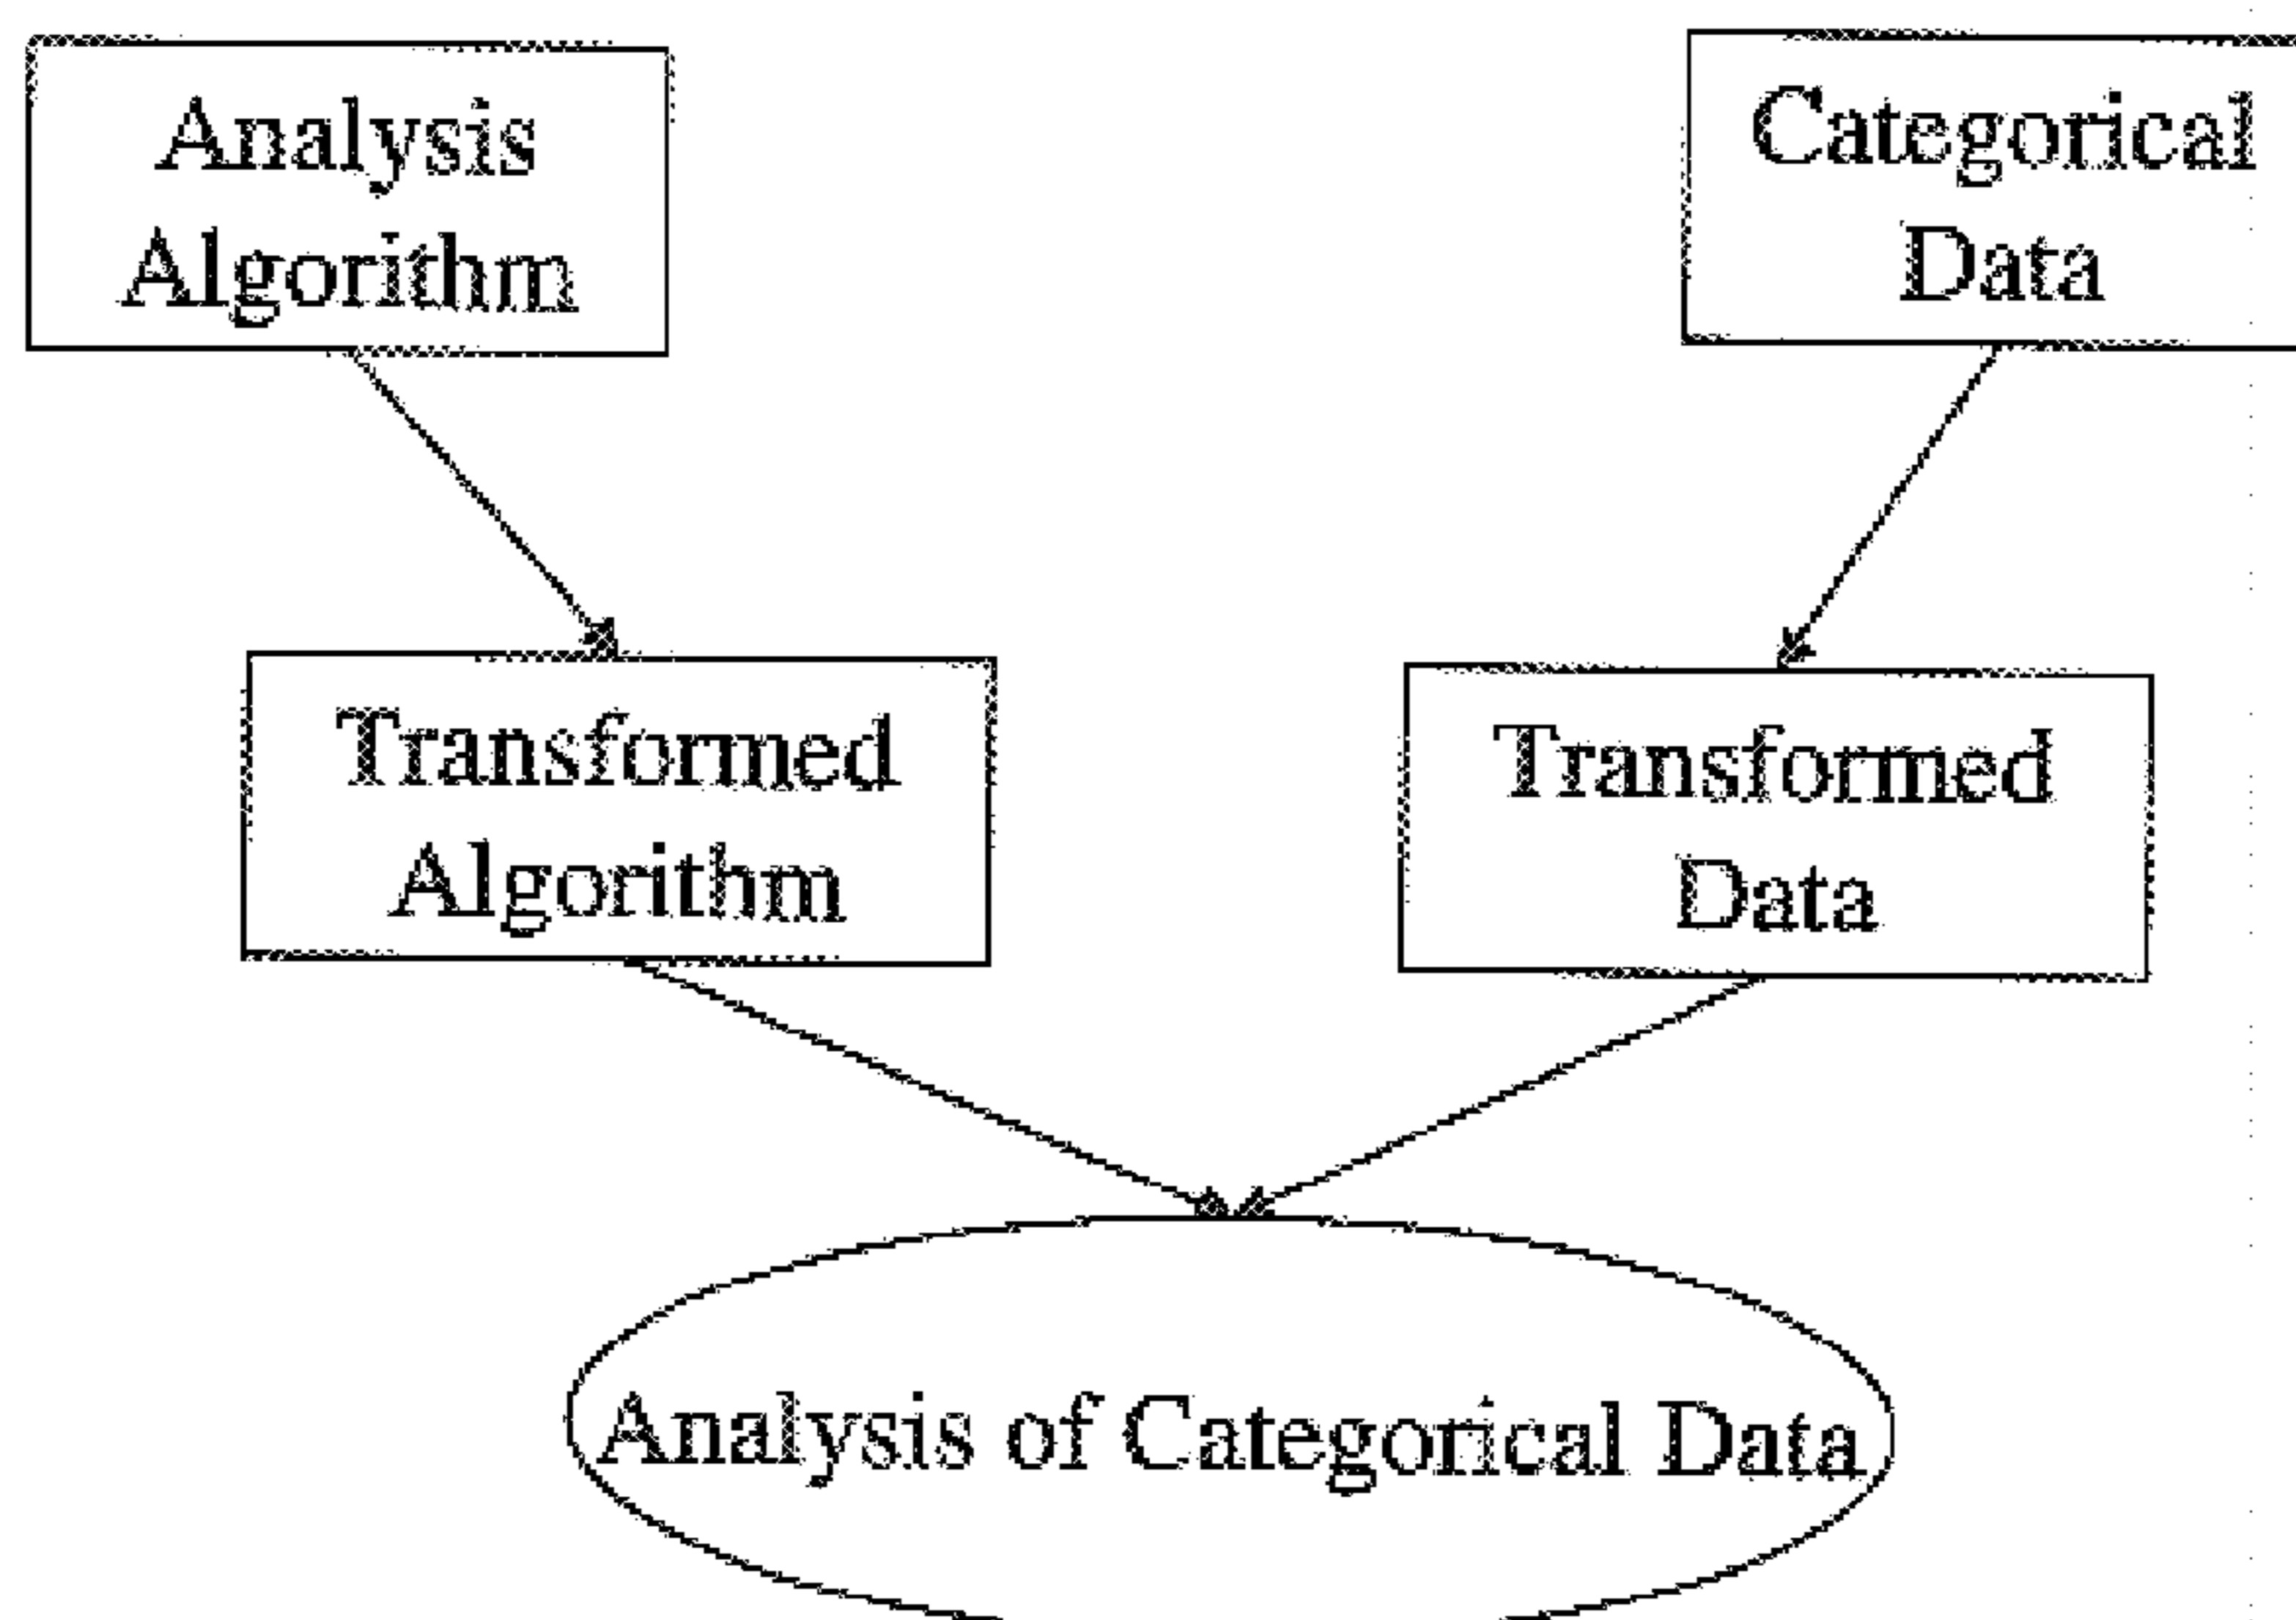 Analysis
Algorithm
Categorical
Data
Transformed
Algorithm
Transformed
Data
Analysis of Categorical Data